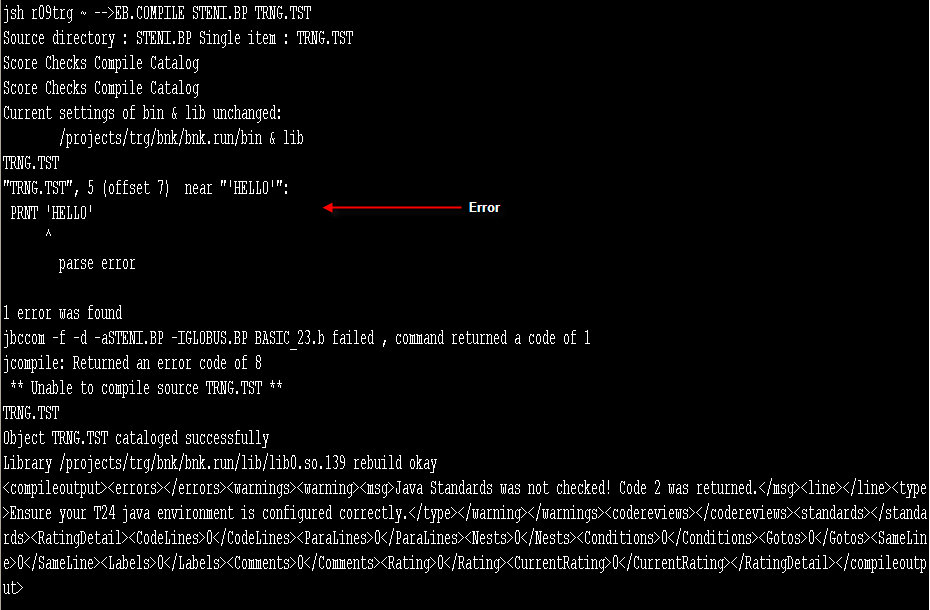 jsh r09trg ~ -->EB.COMPILE STENI.BP TRNG.TST
Source directory : STENI.BP Single item : TRNG.TST
Score Checks Compile Catalog
Score Checks Compile Catalog
Current settings of bin & lib unchanged:
/projects/trg/bnk/bnk.run/bin & lib
TRNG.TST
"TRNG.TST", 5 (offset 7)  near "'HELLO'":
PRNT 'HELLO'
Error
^
parse error
1 error was found
jbccom -f -d -aSTENI.BP -IGLOBUS.BP BASIC_23.b failed , command returned a code of 1
jcompile: Returned an error code of 8
** Unable to compile source TRNG.TST **
TRNG.TST
Object TRNG.TST cataloged successfully
Library /projects/trg/bnk/bnk.run/lib/lib0.so.139 rebuild okay
<compileoutput><errors></errors><warnings><warning><msg>Java Standards was not checked! Code 2 was returned.</msg><line></line><type
>Ensure your T24 java environment is configured correctly.</type></warning></warnings><codereviews></codereviews><standards></standa
rds><RatingDetail><CodeLines>0</CodeLines><ParaLines>0</ParaLines><Nests>0</Nests><Conditions>0</Conditions><Gotos>0</Gotos><SameLin
e>0</SameLine><Labels>0</Labels><Comments>0</Comments><Rating>0</Rating><CurrentRating>0</CurrentRating></RatingDetail></compileoutp
ut>